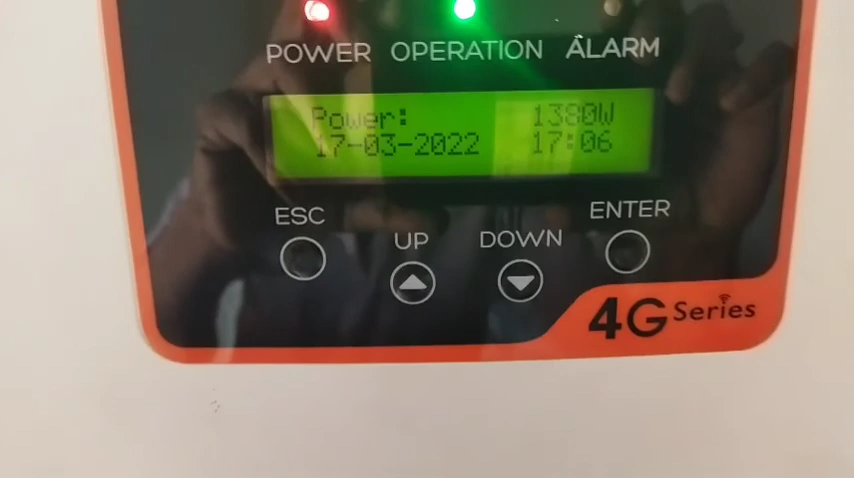 POWER OPERATION ALARM
Power: 1380W
17-03-2022 17:06
ESC
UP
DOWN
ENTER
4G Series